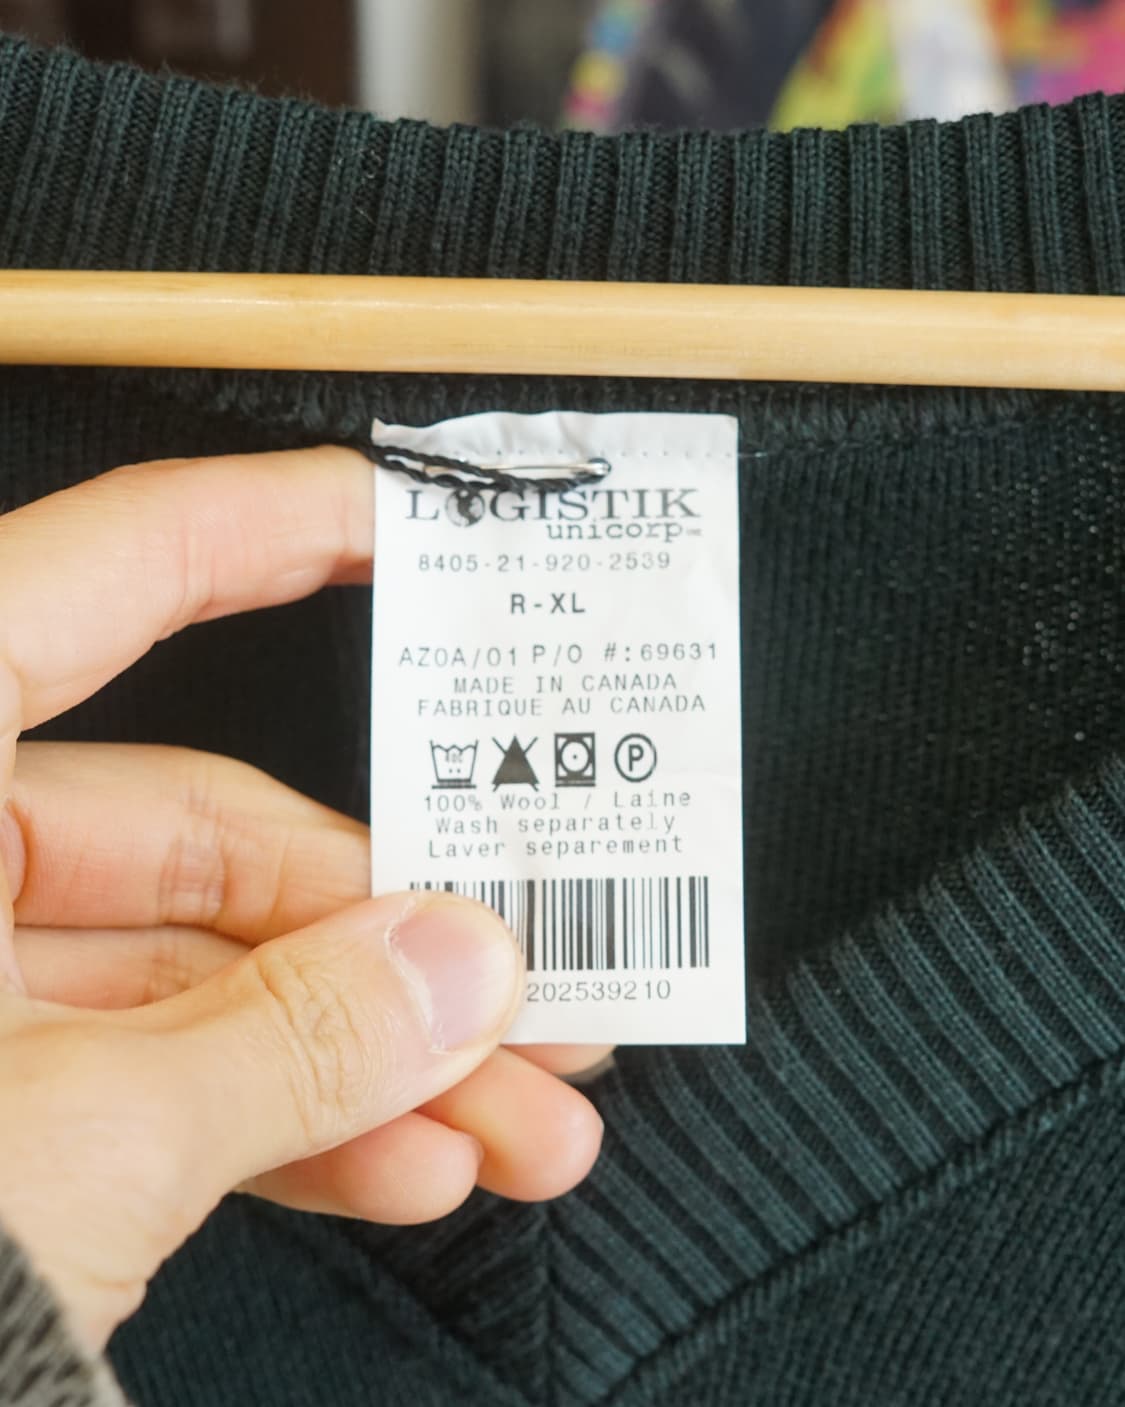 LOGISTIK
unicorp
8405-21-920-2539
R-XL
AZ0A/01 P/O #:69631
MADE IN CANADA
FABRIQUE AU CANADA
P
100% Wool / Laine
Wash separately
Laver separement
202539210